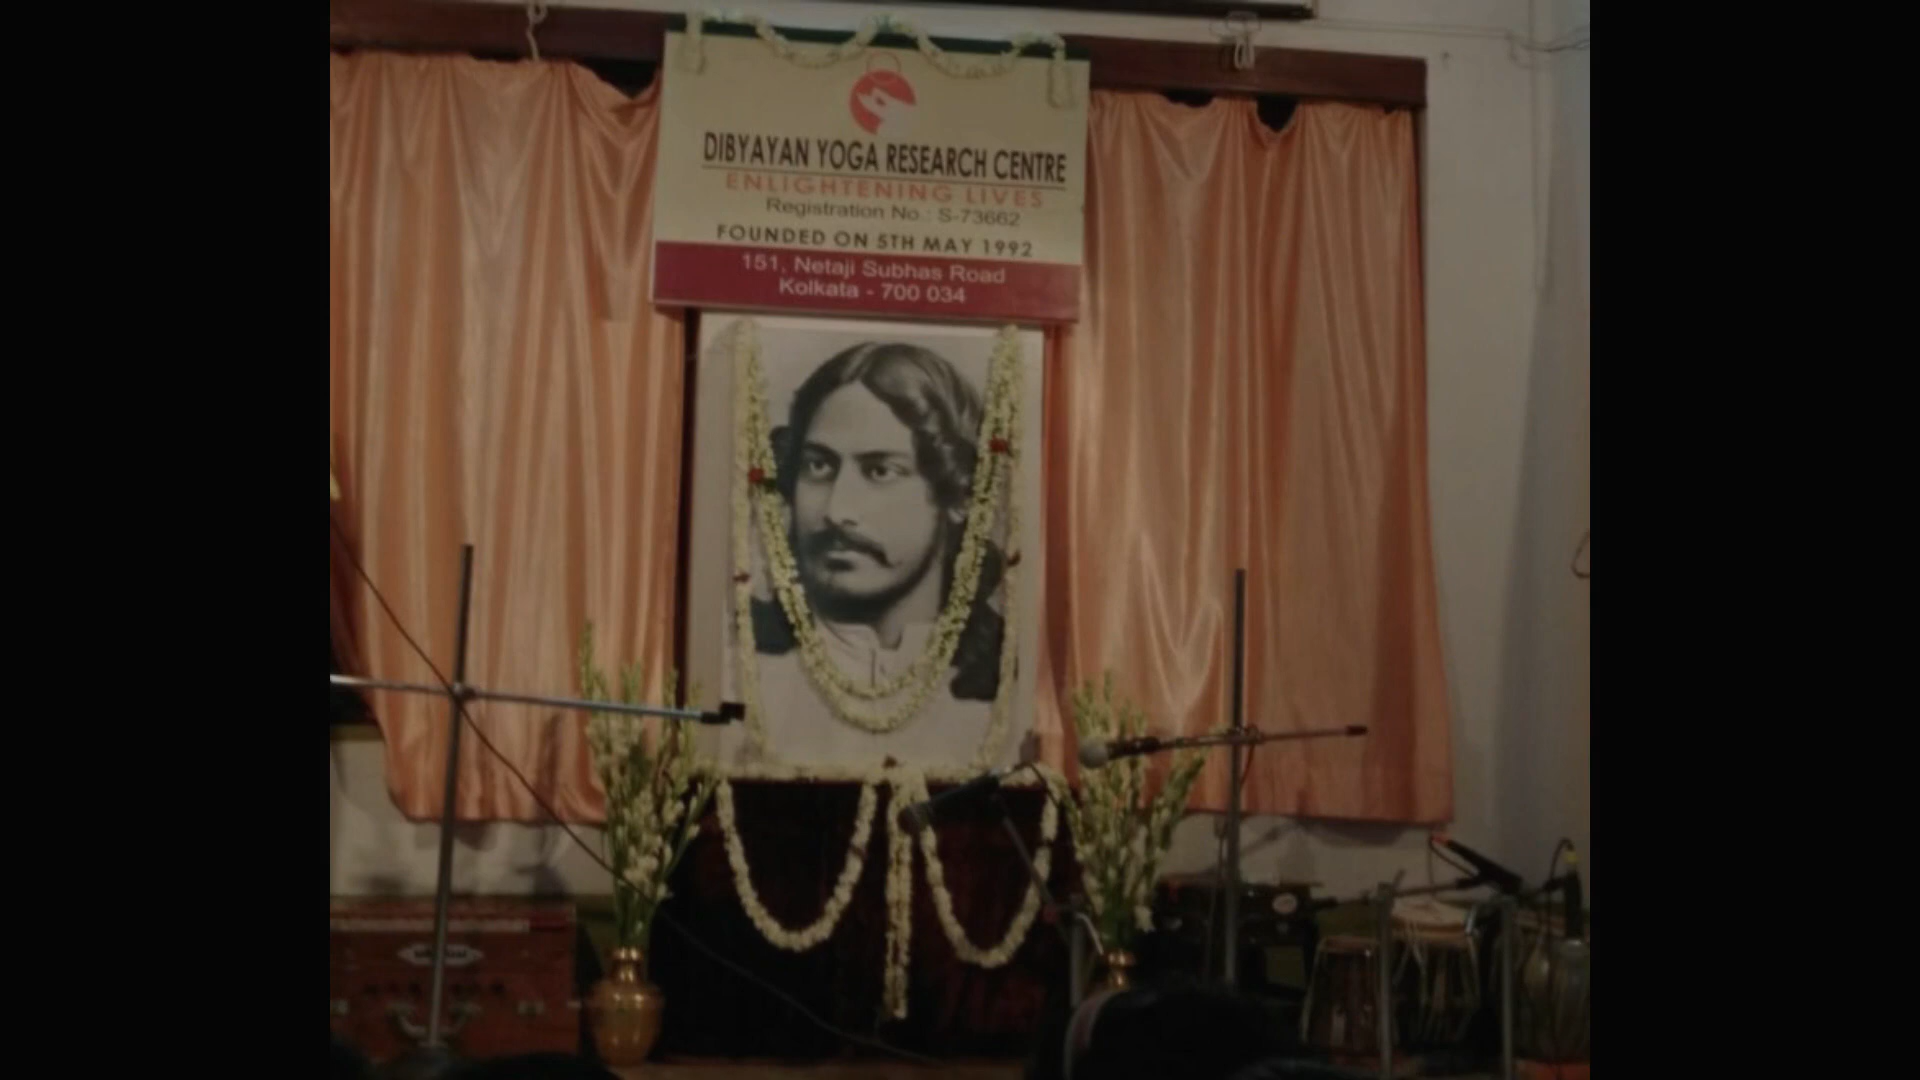 DIBYAYAN YOGA RESEARCH CENTRE
ENLIGHTENING LIVES
Registration No.: S-73662
FOUNDED ON 5TH MAY 1992
151, Netaji Subhas Road
Kolkata - 700 034